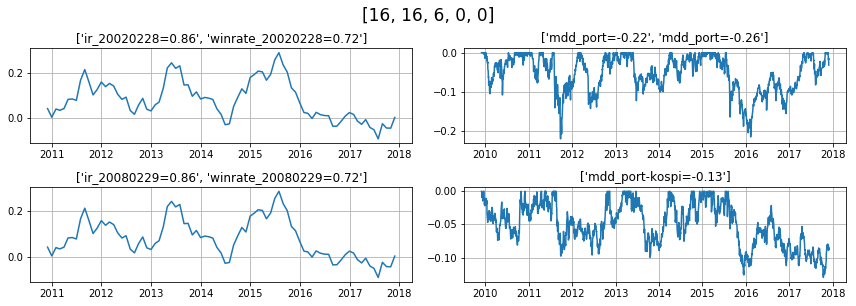 [16, 16, 6, 0, 0]
['ir_20020228=0.86', 'winrate_20020228=0.72']
0.2
0.0
2011 2012 2013 2014 2015 2016 2017 2018
['mdd_port=-0.22', 'mdd_port=-0.26']
0.0
−0.1
−0.2
2010 2011 2012 2013 2014 2015 2016 2017 2018
['ir_20080229=0.86', 'winrate_20080229=0.72']
0.2
0.0
2011 2012 2013 2014 2015 2016 2017 2018
['mdd_port-kospi=-0.13']
0.00
−0.05
−0.10
2010 2011 2012 2013 2014 2015 2016 2017 2018